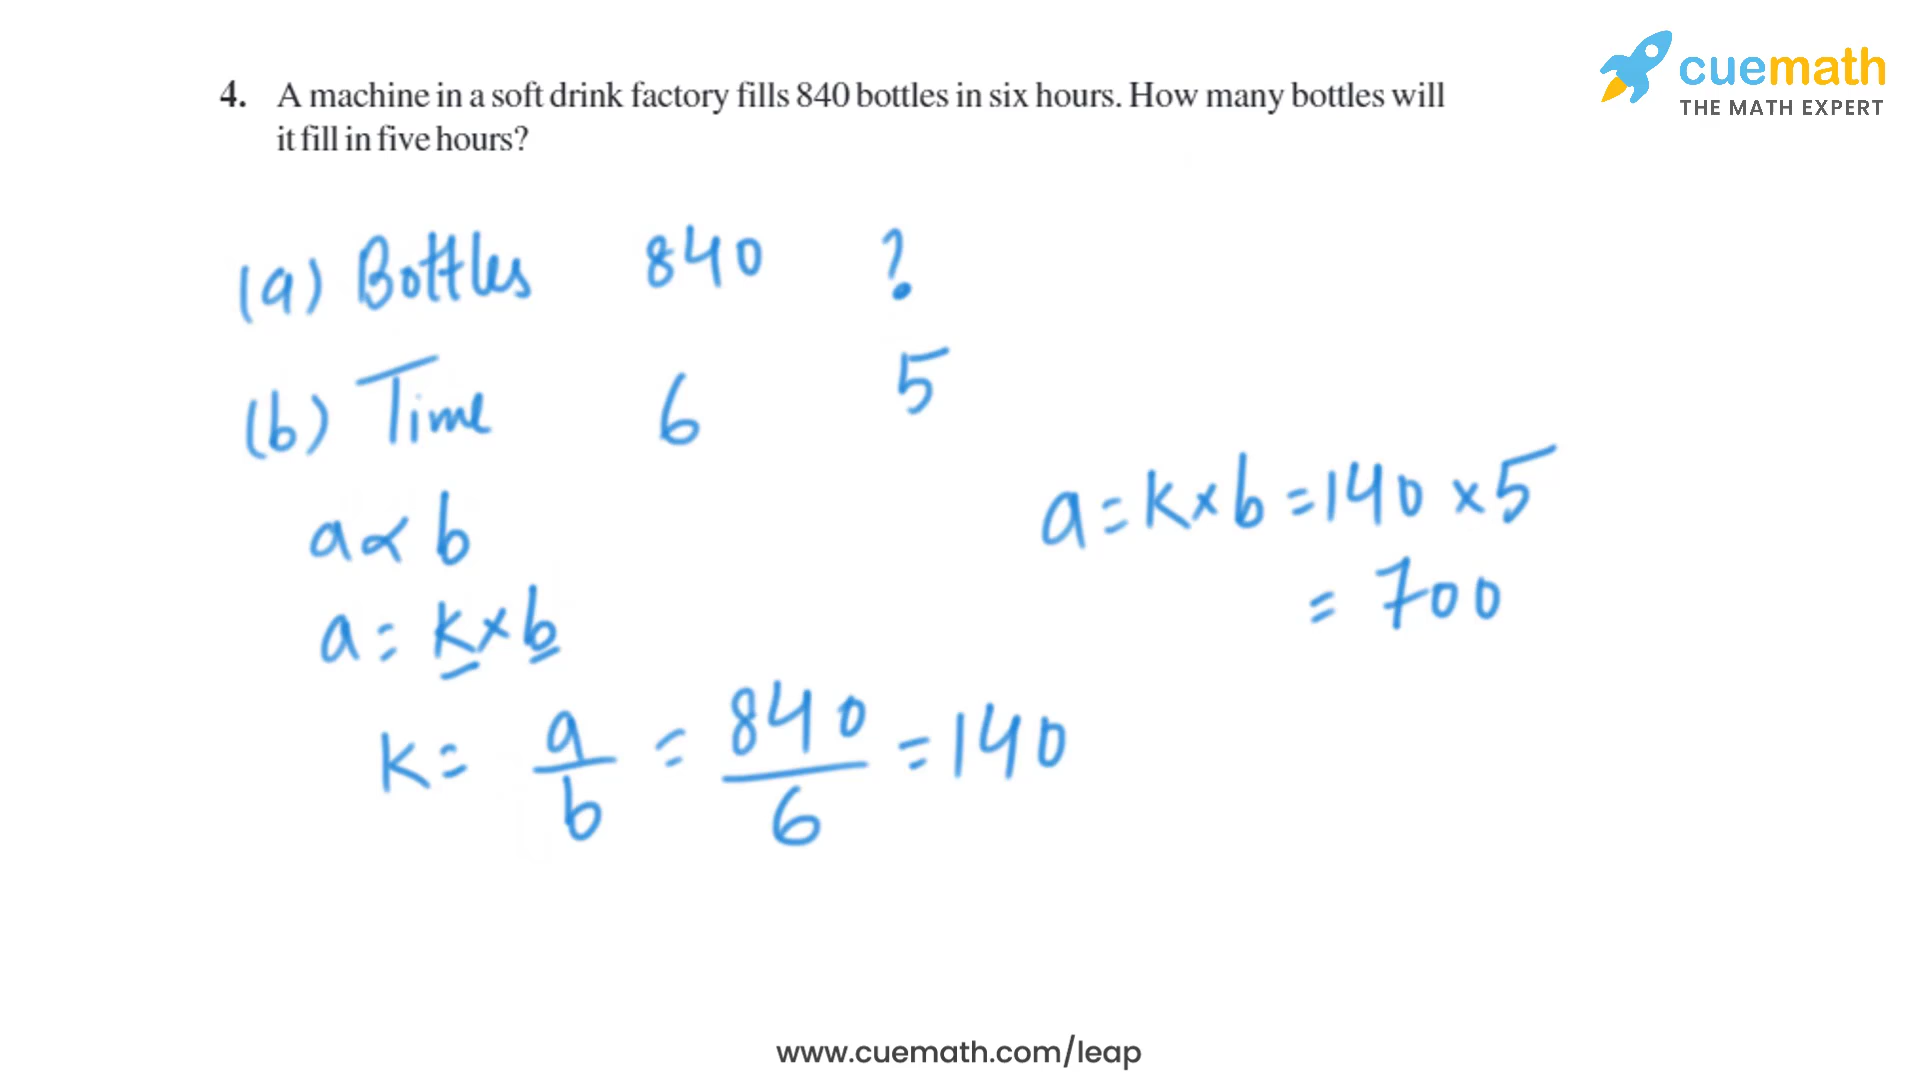 4. A machine in a soft drink factory fills 840 bottles in six hours. How many bottles will
it fill in five hours?
cuemath
THE MATH EXPERT
(a) Bottles 840 ?
(b) Time 6 5
a ∝ b
a = k × b
k = a/b = 840/6 = 140
a = k × b = 140 × 5
= 700
www.cuemath.com/leap